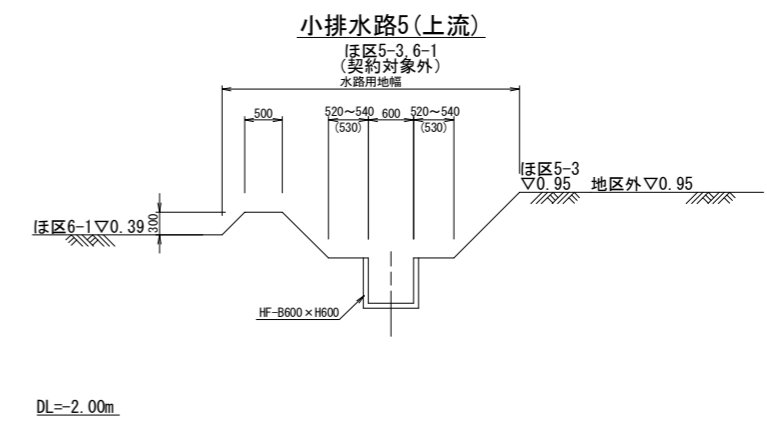 小排水路5(上流)
ほ区5-3,6-1
(契約対象外)
水路用地幅
500
520～540
600
520～540
(530)
(530)
ほ区5-3
▽0.95
地区外▽0.95
300
ほ区6-1▽0.39
HF-B600×H600
DL=-2.00m